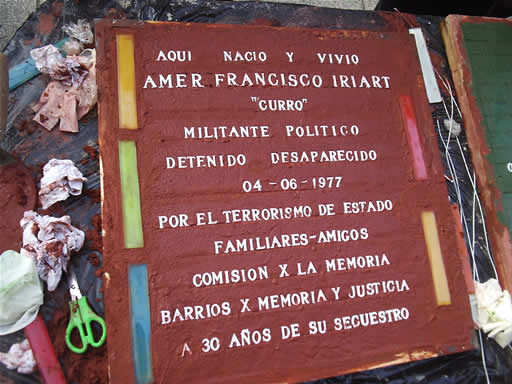 AQUI NACIO Y VIVIO
AMER FRANCISCO IRIART
"CURRO"
MILITANTE POLITICO
DETENIDO DESAPARECIDO
04-06-1977
POR EL TERRORISMO DE ESTADO
FAMILIARES-AMIGOS
COMISION X LA MEMORIA
BARRIOS X MEMORIA Y JUSTICIA
A 30 AÑOS DE SU SECUESTRO